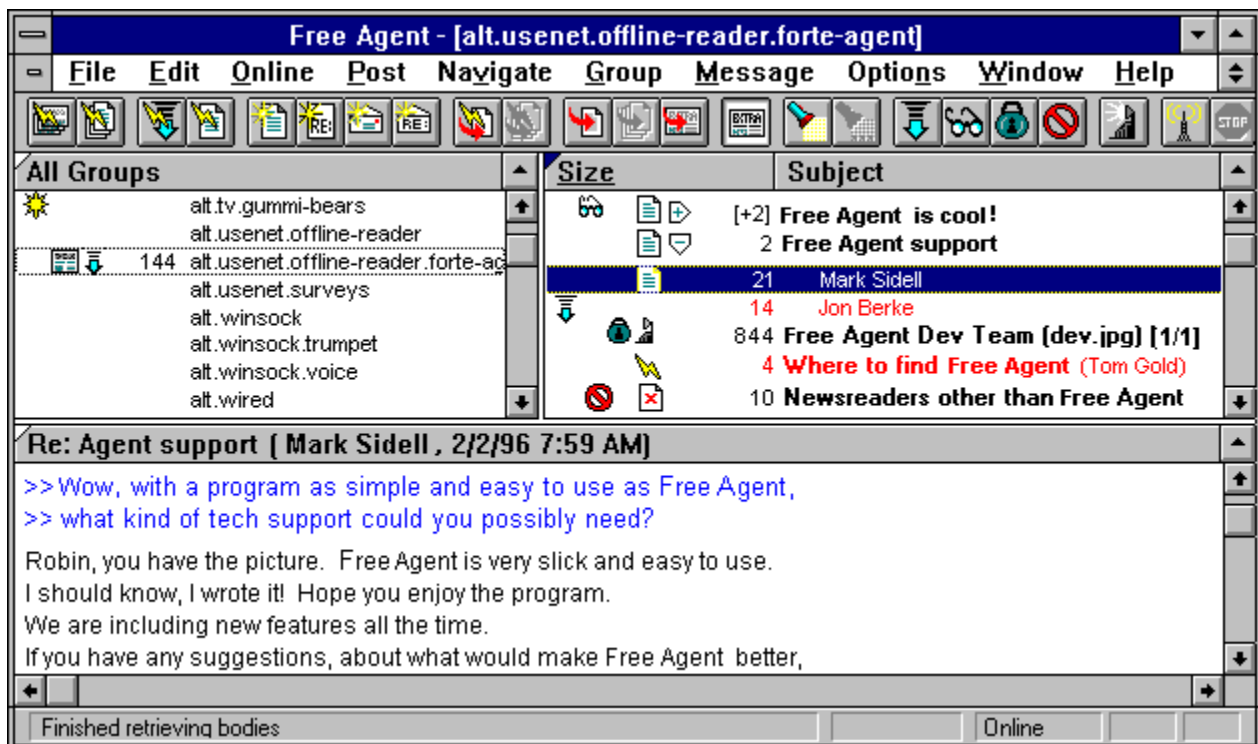 Free Agent - [alt.usenet.offline-reader.forte-agent]
File Edit Online Post Navigate Group Message Options Window Help
RE: RE: EXTRA EXTRA STOP
All Groups
alt.tv.gummi-bears
alt.usenet.offline-reader
144 alt.usenet.offline-reader.forte-ag
alt.usenet.surveys
alt.winsock
alt.winsock.trumpet
alt.winsock.voice
alt.wired
Size Subject
[+2] Free Agent is cool!
2 Free Agent support
21 Mark Sidell
14 Jon Berke
844 Free Agent Dev Team (dev.jpg) [1/1]
4 Where to find Free Agent (Tom Gold)
10 Newsreaders other than Free Agent
Re: Agent support ( Mark Sidell , 2/2/96 7:59 AM)
>>Wow, with a program as simple and easy to use as Free Agent,
>> what kind of tech support could you possibly need?
Robin, you have the picture. Free Agent is very slick and easy to use.
I should know, I wrote it! Hope you enjoy the program.
We are including new features all the time.
If you have any suggestions, about what would make Free Agent better,
Finished retrieving bodies
Online